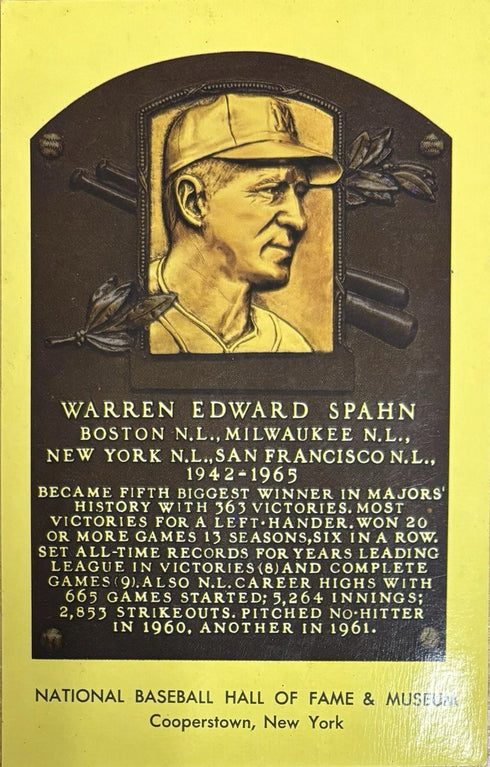 M
WARREN EDWARD SPAHN
BOSTON N.L., MILWAUKEE N.L.,
NEW YORK N.L., SAN FRANCISCO N.L.,
1942-1965
BECAME FIFTH BIGGEST WINNER IN MAJORS'
HISTORY WITH 363 VICTORIES. MOST
VICTORIES FOR A LEFT-HANDER. WON 20
OR MORE GAMES 13 SEASONS, SIX IN A ROW.
SET ALL-TIME RECORDS FOR YEARS LEADING
LEAGUE IN VICTORIES (8) AND COMPLETE
GAMES (9). ALSO N.L. CAREER HIGHS WITH
665 GAMES STARTED; 5,264 INNINGS;
2,853 STRIKEOUTS. PITCHED NO-HITTER
IN 1960, ANOTHER IN 1961.
NATIONAL BASEBALL HALL OF FAME & MUSEUM
Cooperstown, New York